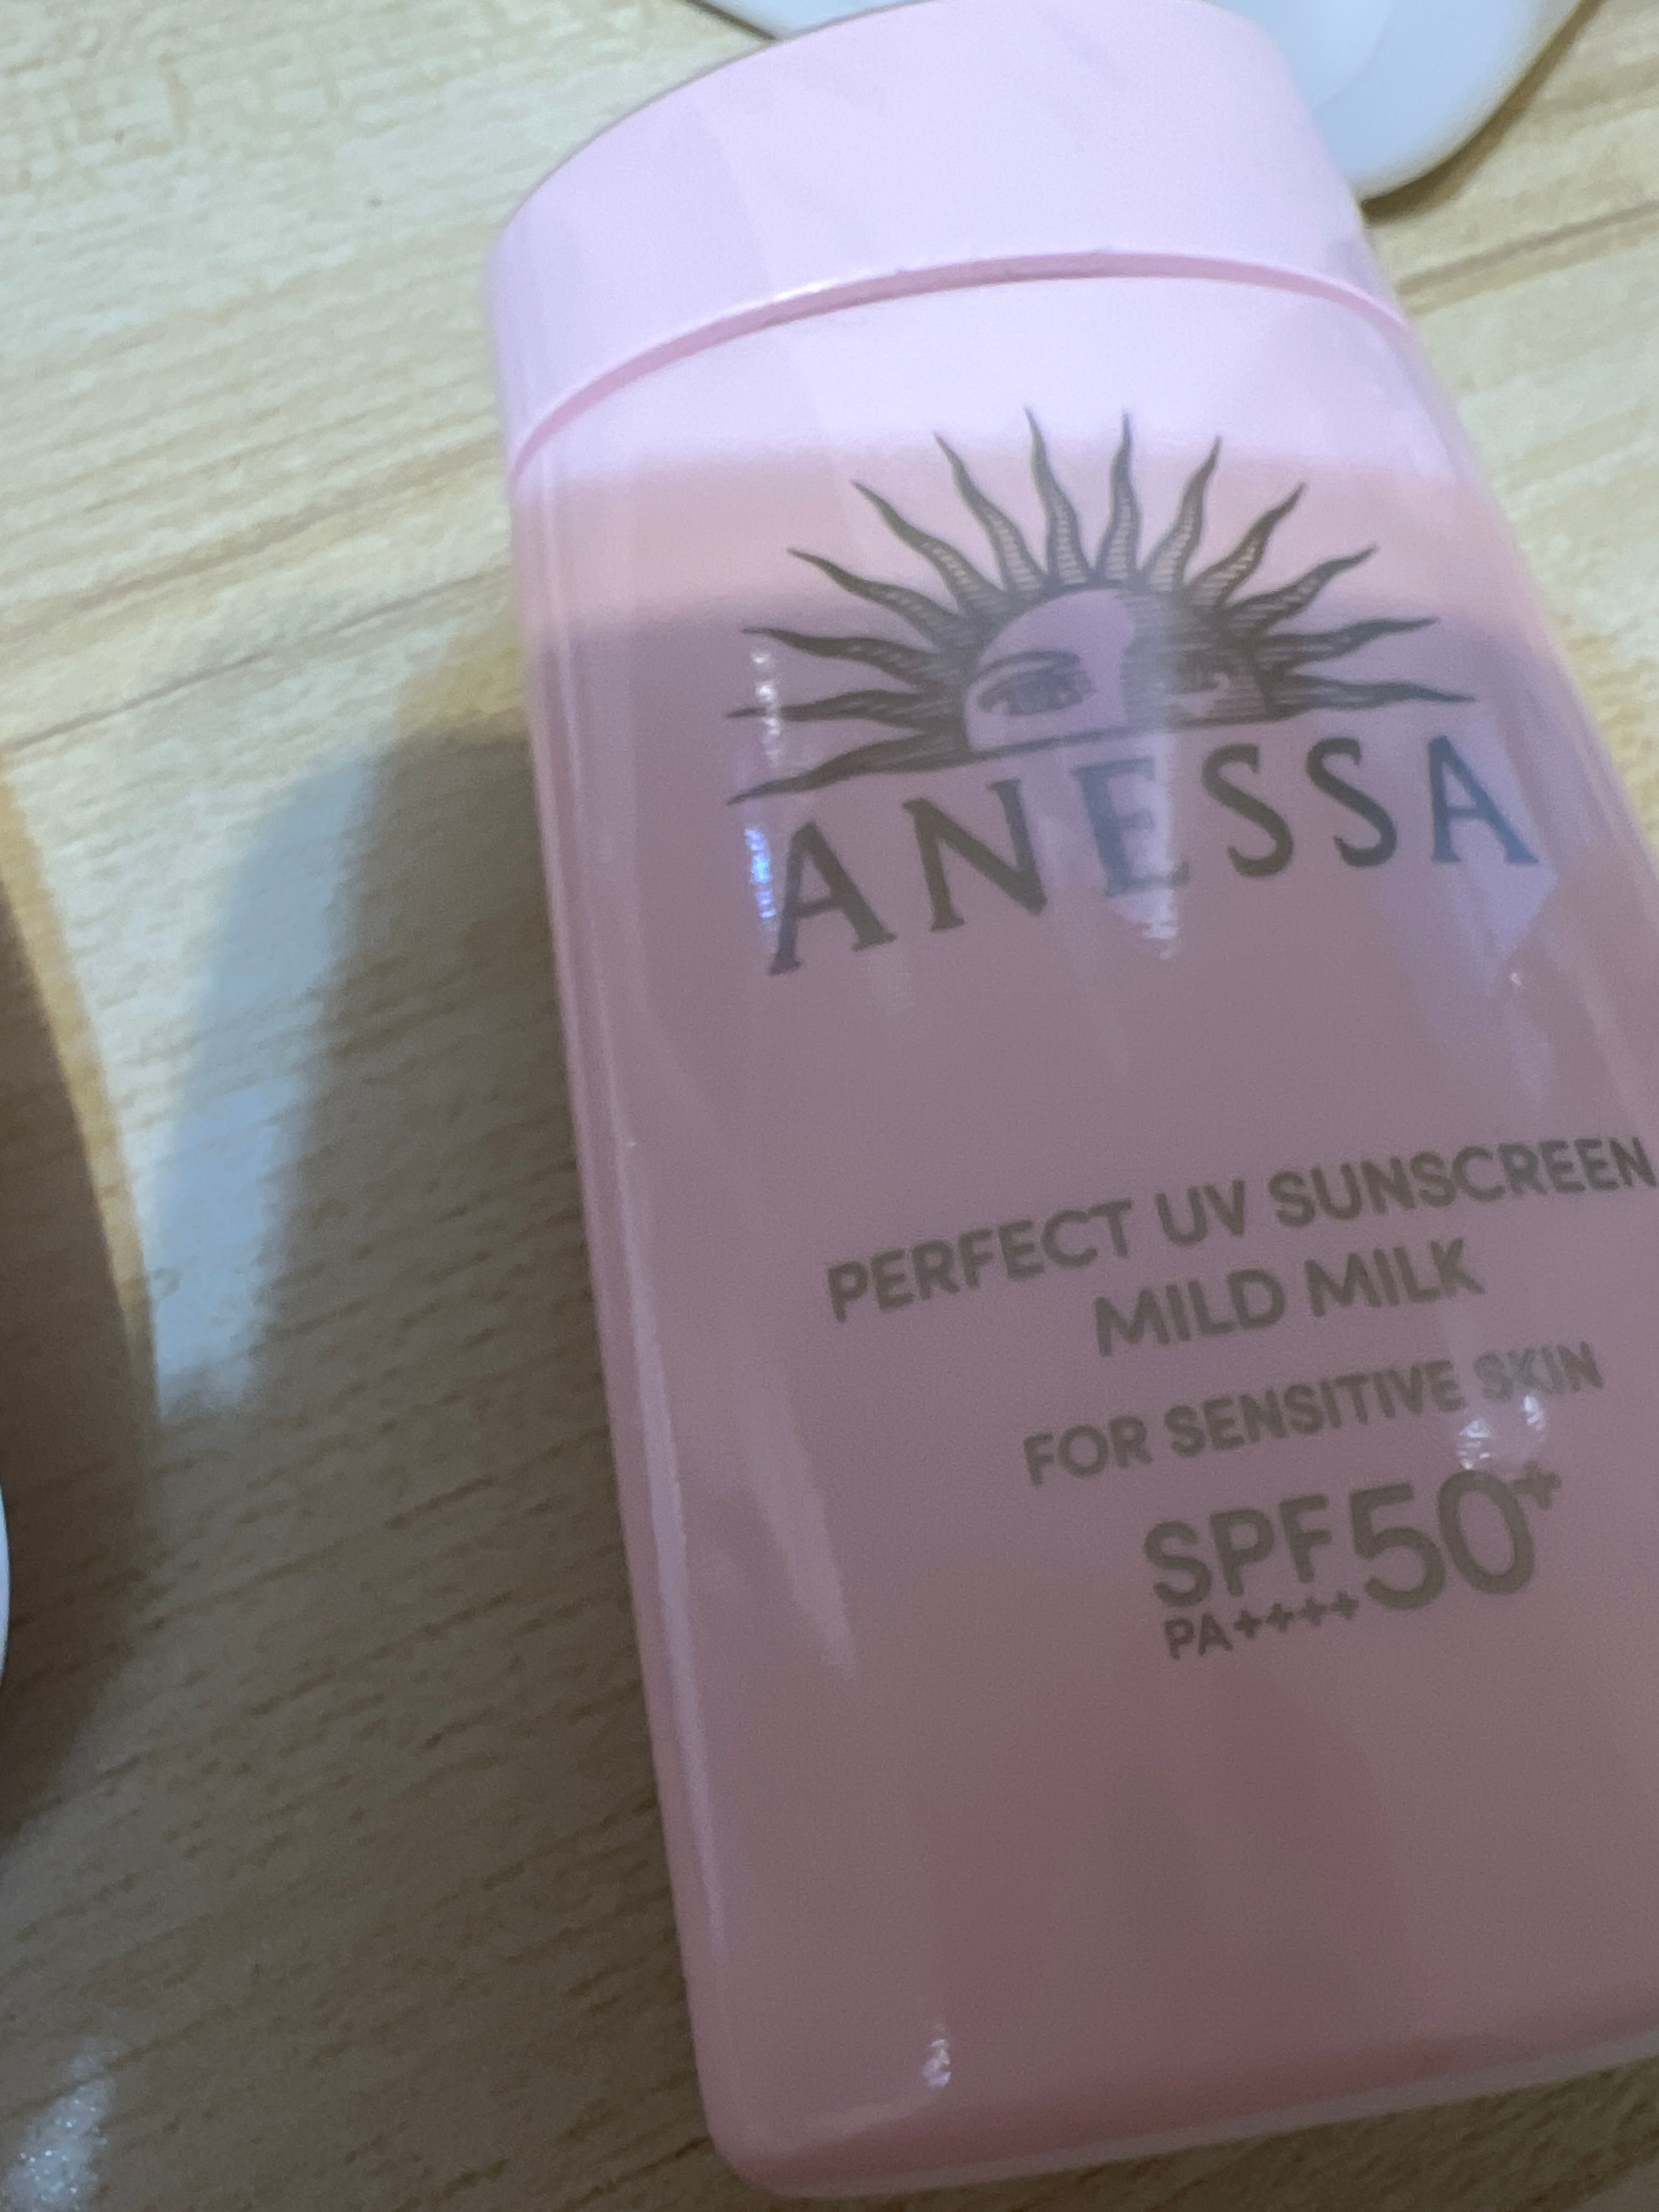 ANESSA
PERFECT UV SUNSCREEN
MILD MILK
FOR SENSITIVE SKIN
SPF50+
PA++++